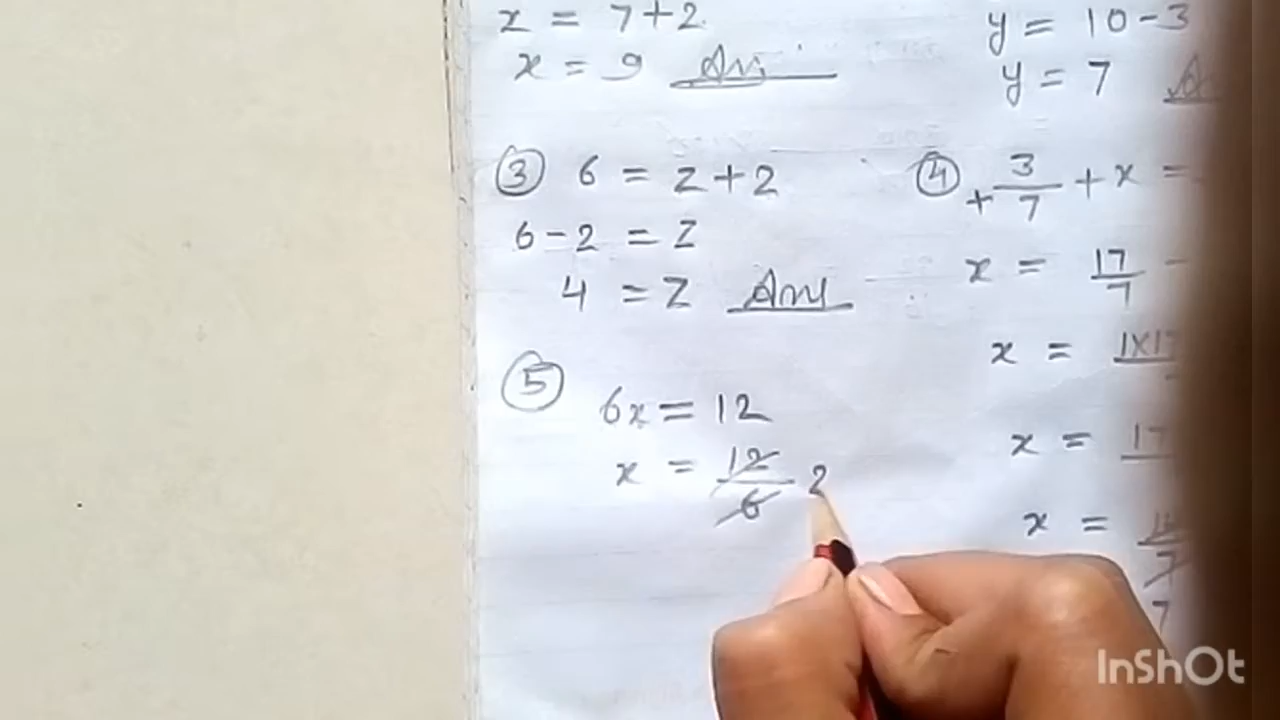 x = 7+2
x = 9 Ans
y = 10-3
y = 7
③ 6 = z+2
6-2 = z
4 = z Ans
④ + 3/7 + x =
x = 17/7 -
x =
x = 17
x =
⑤
6x = 12
x = 12/6 2
InShOt